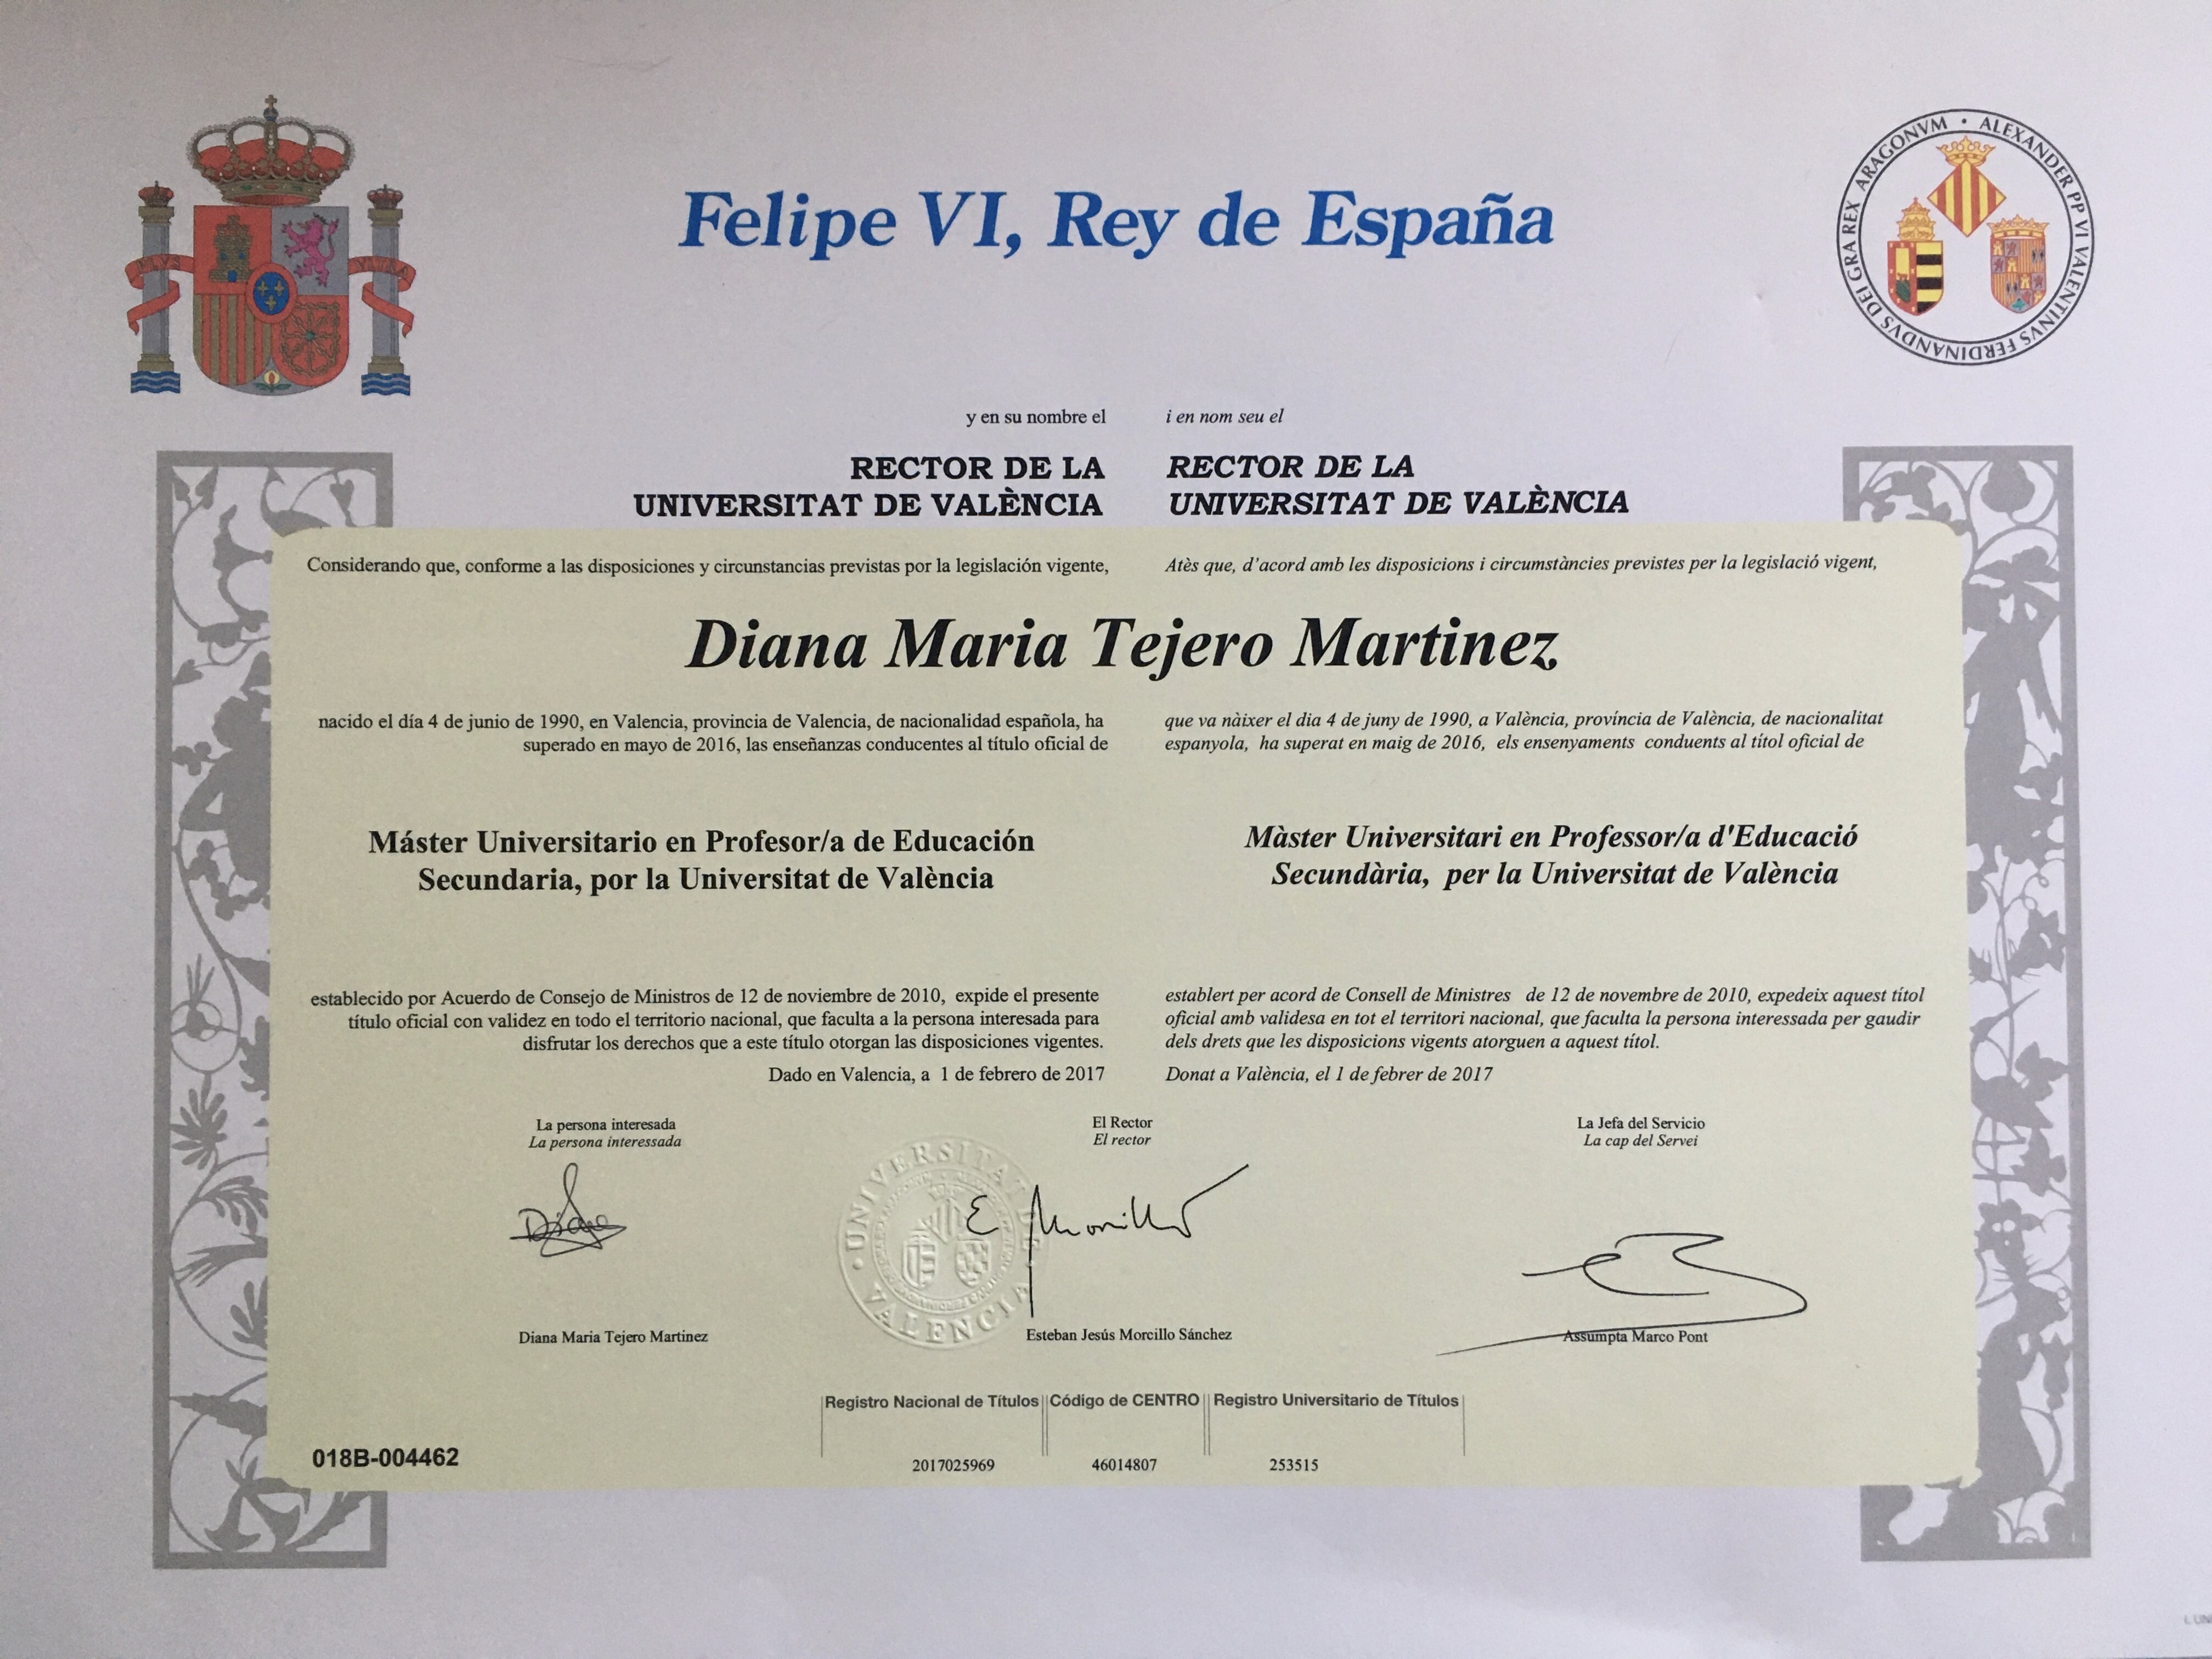 Felipe VI, Rey de España
FERDINANDVS DEI GRA REX ARAGONVM · ALEXANDER PP VI VALENTINVS
y en su nombre el
RECTOR DE LA
UNIVERSITAT DE VALÈNCIA
i en nom seu el
RECTOR DE LA
UNIVERSITAT DE VALÈNCIA
Considerando que, conforme a las disposiciones y circunstancias previstas por la legislación vigente,
Atès que, d'acord amb les disposicions i circumstàncies previstes per la legislació vigent,
Diana Maria Tejero Martinez
nacido el día 4 de junio de 1990, en Valencia, provincia de Valencia, de nacionalidad española, ha
superado en mayo de 2016, las enseñanzas conducentes al título oficial de
que va nàixer el dia 4 de juny de 1990, a València, província de València, de nacionalitat
espanyola, ha superat en maig de 2016, els ensenyaments conduents al títol oficial de
Máster Universitario en Profesor/a de Educación
Secundaria, por la Universitat de València
Màster Universitari en Professor/a d'Educació
Secundària, per la Universitat de València
establecido por Acuerdo de Consejo de Ministros de 12 de noviembre de 2010, expide el presente
título oficial con validez en todo el territorio nacional, que faculta a la persona interesada para
disfrutar los derechos que a este título otorgan las disposiciones vigentes.
Dado en Valencia, a 1 de febrero de 2017
establert per acord de Consell de Ministres de 12 de novembre de 2010, expedeix aquest títol
oficial amb validesa en tot el territori nacional, que faculta la persona interessada per gaudir
dels drets que les disposicions vigents atorguen a aquest títol.
Donat a València, el 1 de febrer de 2017
La persona interesada
La persona interessada
Diana
Diana Maria Tejero Martinez
El Rector
El rector
UNIVERSITAT DE VALENCIA
E Morcillo
Esteban Jesús Morcillo Sánchez
La Jefa del Servicio
La cap del Servei
Assumpta Marco Pont
Registro Nacional de Títulos
Código de CENTRO
Registro Universitario de Títulos
018B-004462
2017025969
46014807
253515